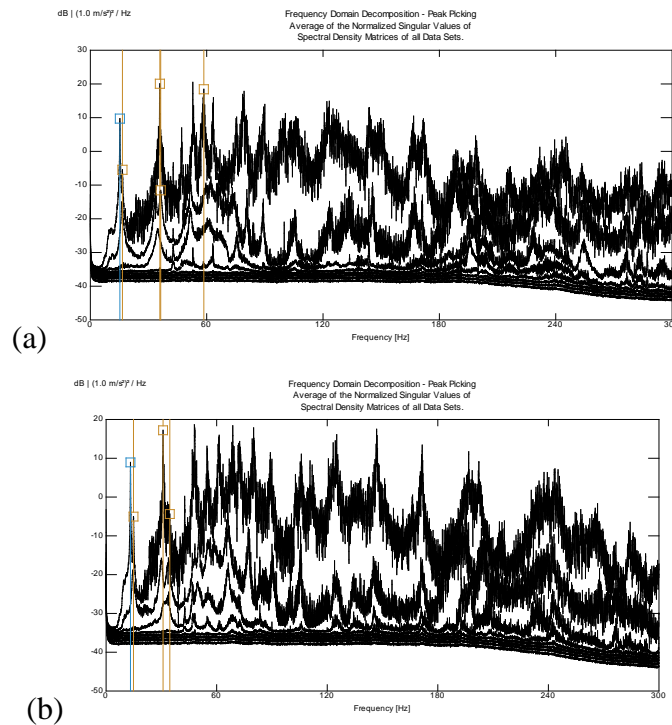 dB | (1.0 m/s²)² / Hz
Frequency Domain Decomposition - Peak Picking
Average of the Normalized Singular Values of
Spectral Density Matrices of all Data Sets.
30
20
10
0
-10
-20
-30
-40
-50
0 60 120 180 240 300
Frequency [Hz]
(a)
dB | (1.0 m/s²)² / Hz
Frequency Domain Decomposition - Peak Picking
Average of the Normalized Singular Values of
Spectral Density Matrices of all Data Sets.
20
10
0
-10
-20
-30
-40
-50
0 60 120 180 240 300
Frequency [Hz]
(b)